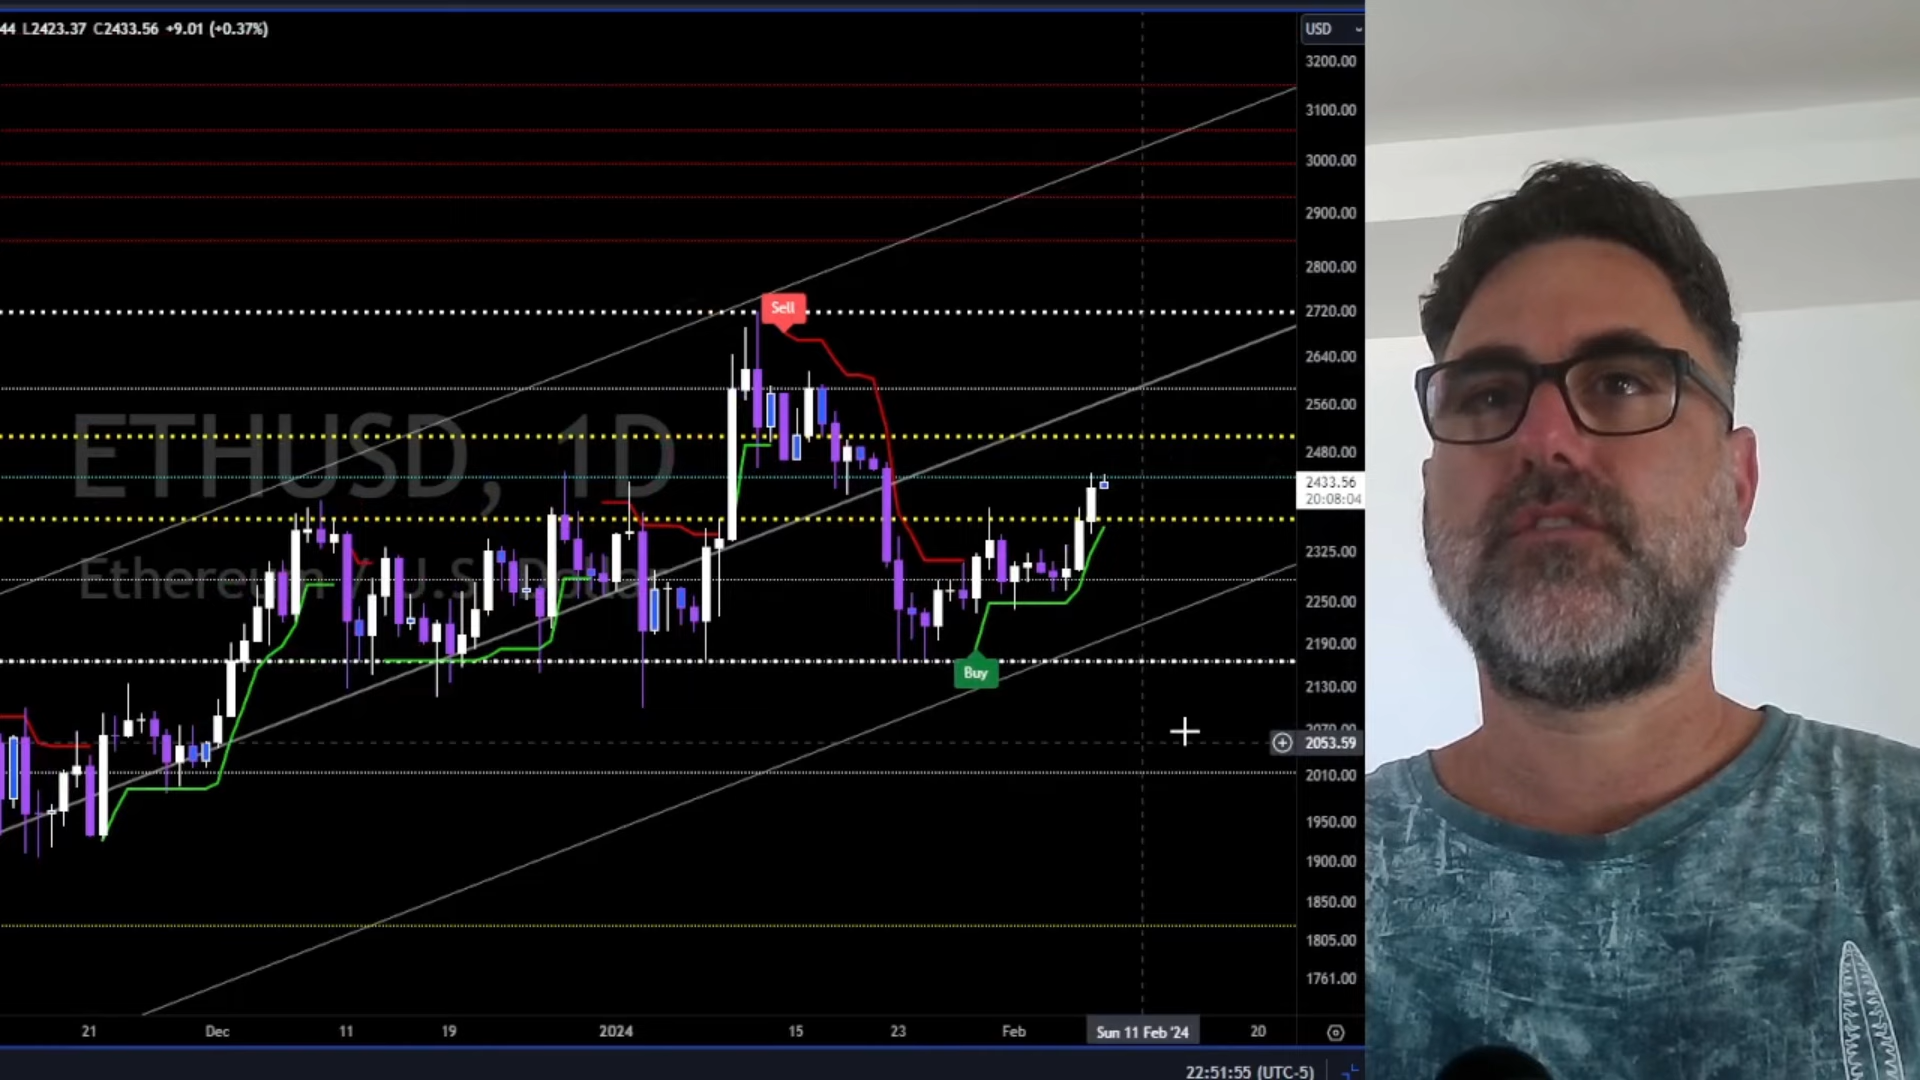 44 L2423.37 C2433.56 +9.01 (+0.37%)
USD
3200.00
3100.00
3000.00
2900.00
2800.00
Sell
2720.00
2640.00
2560.00
ETHUSD, 1D
2480.00
2433.56
20:08:04
Ethereum / U.S. Dollar
2325.00
2250.00
2190.00
Buy
2130.00
2070.00
2053.59
2010.00
1950.00
1900.00
1850.00
1805.00
1761.00
21 Dec 11 19 2024 15 23 Feb Sun 11 Feb '24 20
22:51:55 (UTC-5)